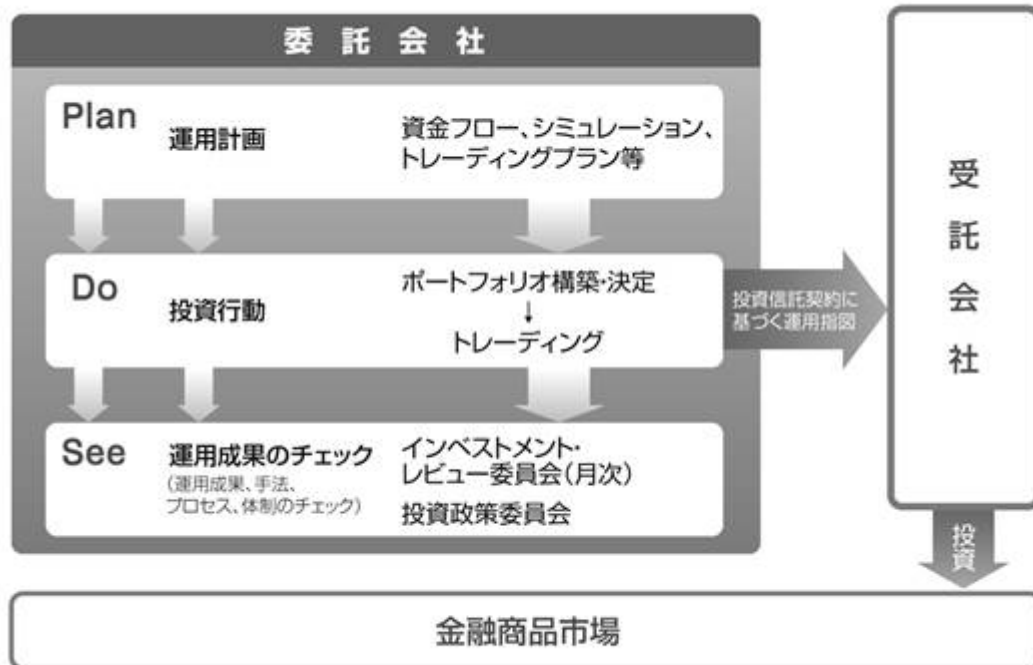 委託会社
Plan
運用計画
資金フロー、シミュレーション、
トレーディングプラン等
Do
投資行動
ポートフォリオ構築・決定
↓
トレーディング
投資信託契約に
基づく運用指図
See
運用成果のチェック
(運用成果、手法、
プロセス、体制のチェック)
インベストメント・
レビュー委員会(月次)
投資政策委員会
受託会社
投資
金融商品市場